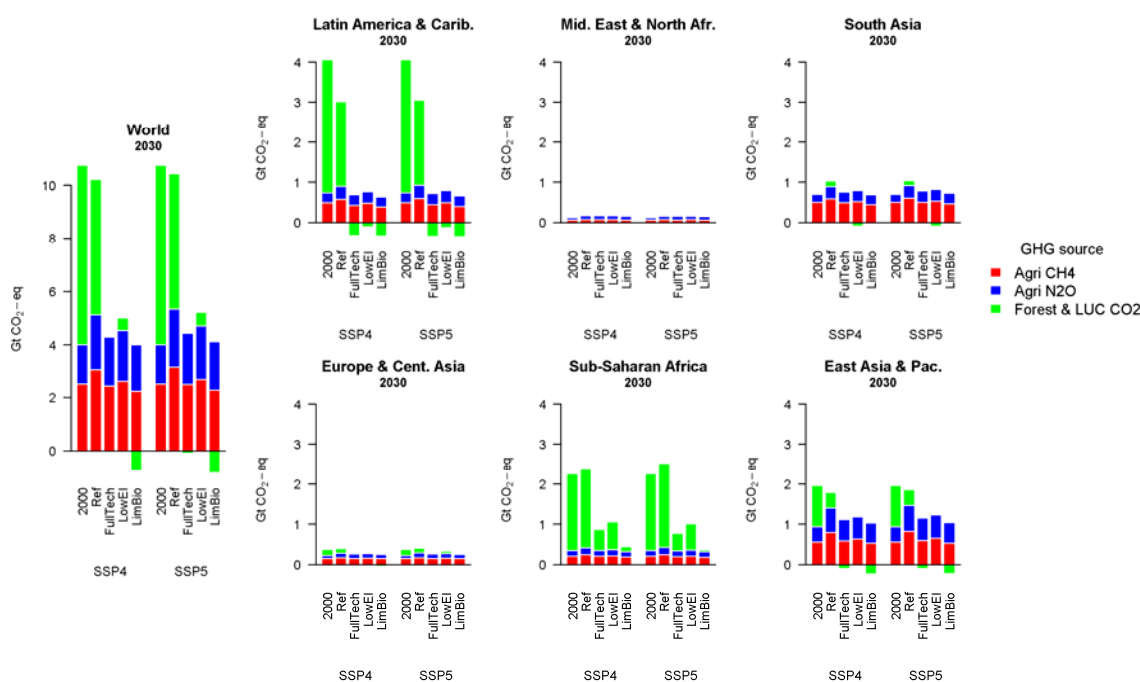 World
2030
Gt CO2−eq
10
8
6
4
2
0
2000
Ref
FullTech
LowEI
LimBio
2000
Ref
FullTech
LowEI
LimBio
SSP4
SSP5
Latin America & Carib.
2030
Gt CO2−eq
4
3
2
1
0
2000
Ref
FullTech
LowEI
LimBio
2000
Ref
FullTech
LowEI
LimBio
SSP4
SSP5
Mid. East & North Afr.
2030
Gt CO2−eq
4
3
2
1
0
2000
Ref
FullTech
LowEI
LimBio
2000
Ref
FullTech
LowEI
LimBio
SSP4
SSP5
South Asia
2030
Gt CO2−eq
4
3
2
1
0
2000
Ref
FullTech
LowEI
LimBio
2000
Ref
FullTech
LowEI
LimBio
SSP4
SSP5
GHG source
Agri CH4
Agri N2O
Forest & LUC CO2
Europe & Cent. Asia
2030
Gt CO2−eq
4
3
2
1
0
2000
Ref
FullTech
LowEI
LimBio
2000
Ref
FullTech
LowEI
LimBio
SSP4
SSP5
Sub-Saharan Africa
2030
Gt CO2−eq
4
3
2
1
0
2000
Ref
FullTech
LowEI
LimBio
2000
Ref
FullTech
LowEI
LimBio
SSP4
SSP5
East Asia & Pac.
2030
Gt CO2−eq
4
3
2
1
0
2000
Ref
FullTech
LowEI
LimBio
2000
Ref
FullTech
LowEI
LimBio
SSP4
SSP5